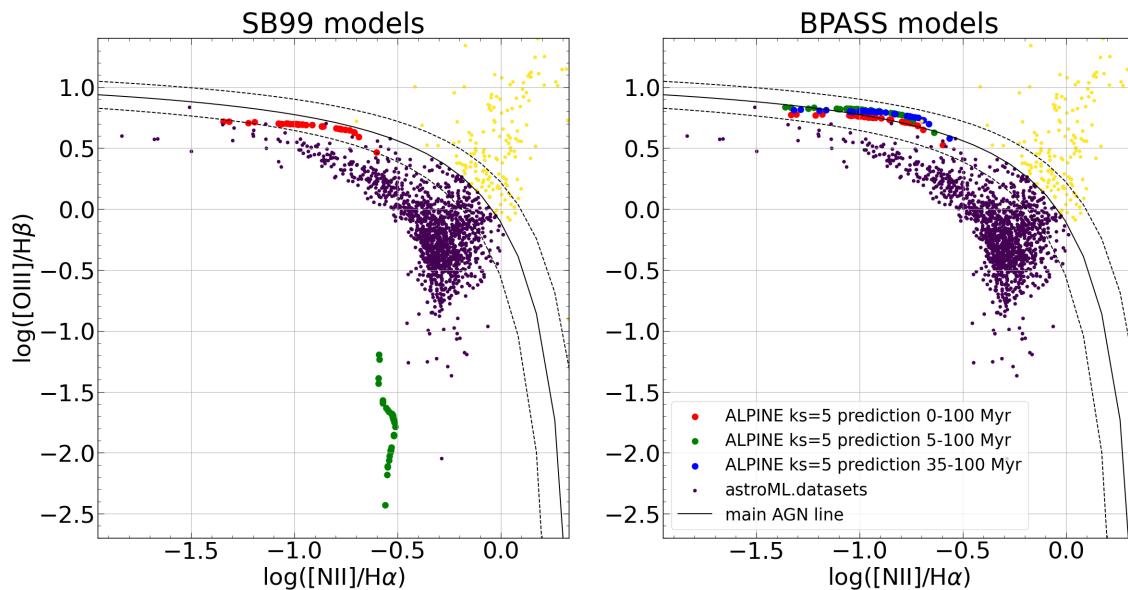 SB99 models
BPASS models
log([OIII]/Hβ)
1.0
0.5
0.0
−0.5
−1.0
−1.5
−2.0
−2.5
−1.5
−1.0
−0.5
0.0
log([NII]/Hα)
1.0
0.5
0.0
−0.5
−1.0
−1.5
−2.0
−2.5
ALPINE ks=5 prediction 0-100 Myr
ALPINE ks=5 prediction 5-100 Myr
ALPINE ks=5 prediction 35-100 Myr
astroML.datasets
main AGN line
−1.5
−1.0
−0.5
0.0
log([NII]/Hα)